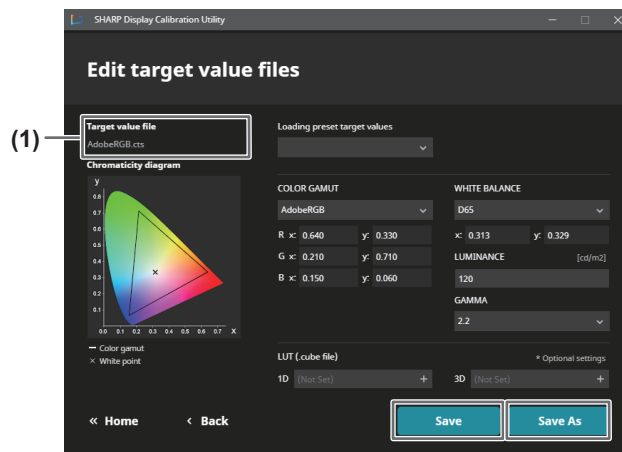 SHARP Display Calibration Utility
Edit target value files
(1)
Target value file
AdobeRGB.cts
Chromaticity diagram
y
0.8
0.7
0.6
0.5
0.4
0.3
0.2
0.1
0.0 0.1 0.2 0.3 0.4 0.5 0.6 0.7 X
Color gamut
× White point
Loading preset target values
COLOR GAMUT
AdobeRGB
R x: 0.640 y: 0.330
G x: 0.210 y: 0.710
B x: 0.150 y: 0.060
WHITE BALANCE
D65
x: 0.313 y: 0.329
LUMINANCE [cd/m2]
120
GAMMA
2.2
LUT (.cube file) * Optional settings
1D (Not Set) + 3D (Not Set) +
« Home ‹ Back Save Save As